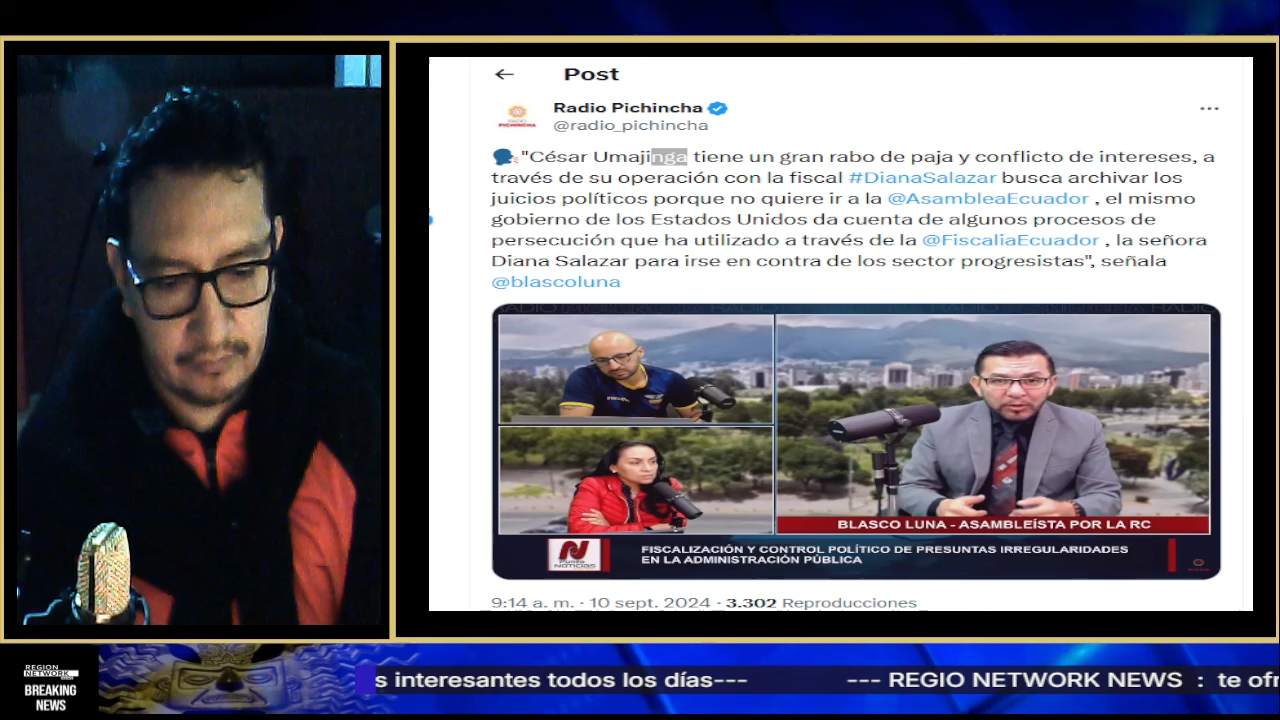 Post
Radio Pichincha
@radio_pichincha
"César Umajinga tiene un gran rabo de paja y conflicto de intereses, a
través de su operación con la fiscal #DianaSalazar busca archivar los
juicios políticos porque no quiere ir a la @AsambleaEcuador , el mismo
gobierno de los Estados Unidos da cuenta de algunos procesos de
persecución que ha utilizado a través de la @FiscaliaEcuador , la señora
Diana Salazar para irse en contra de los sector progresistas", señala
@blascoluna
BLASCO LUNA - ASAMBLEÍSTA POR LA RC
Punto
NOTICIAS
FISCALIZACIÓN Y CONTROL POLÍTICO DE PRESUNTAS IRREGULARIDADES
EN LA ADMINISTRACIÓN PÚBLICA
9:14 a. m. · 10 sept. 2024 · 3.302 Reproducciones
REGION
NETWORK
BREAKING
NEWS
s interesantes todos los días--- --- REGIO NETWORK NEWS : te ofr